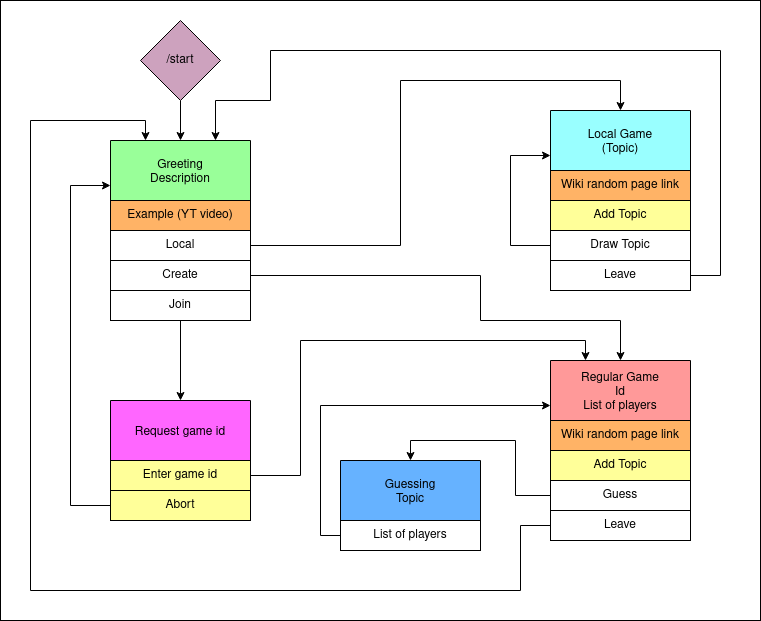 /start
Greeting
Description
Example (YT video)
Local
Create
Join
Local Game
(Topic)
Wiki random page link
Add Topic
Draw Topic
Leave
Request game id
Enter game id
Abort
Guessing
Topic
List of players
Regular Game
Id
List of players
Wiki random page link
Add Topic
Guess
Leave